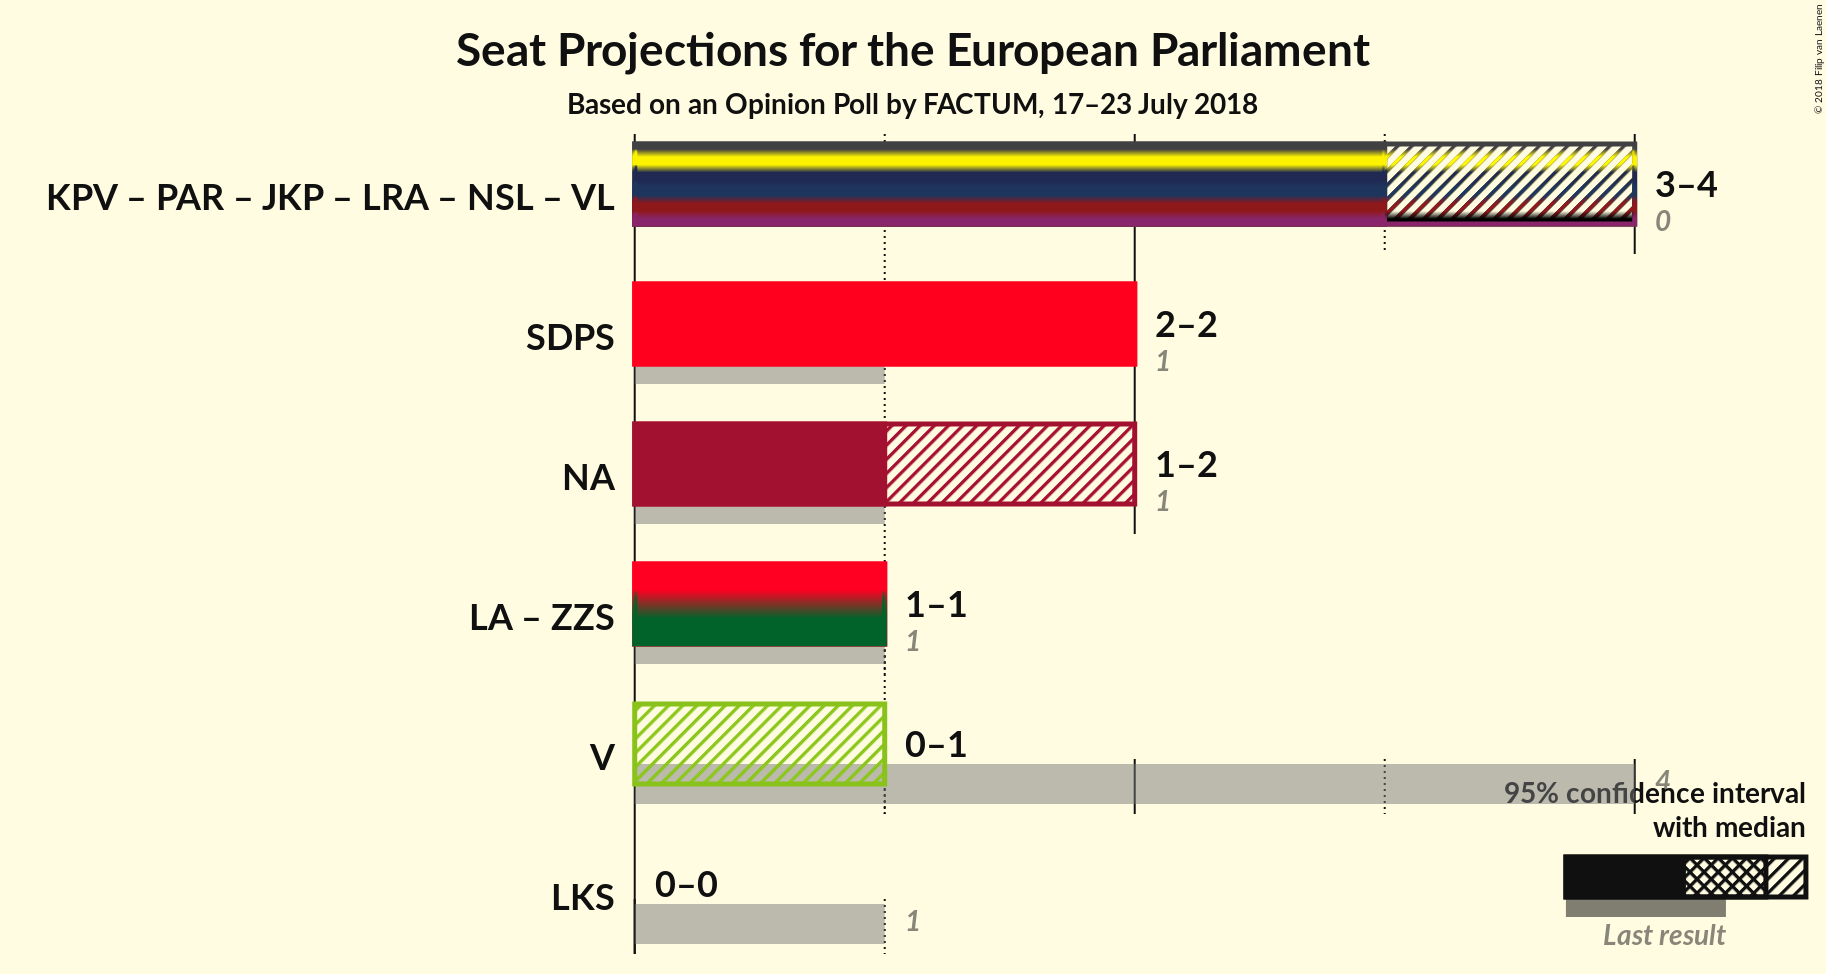 Seat Projections for the European Parliament
Based on an Opinion Poll by FACTUM, 17–23 July 2018
© 2018 Filip van Laenen
KPV – PAR – JKP – LRA – NSL – VL
3–4
0
SDPS
2–2
1
NA
1–2
1
LA – ZZS
1–1
1
V
0–1
4
LKS
0–0
1
95% confidence interval
with median
Last result